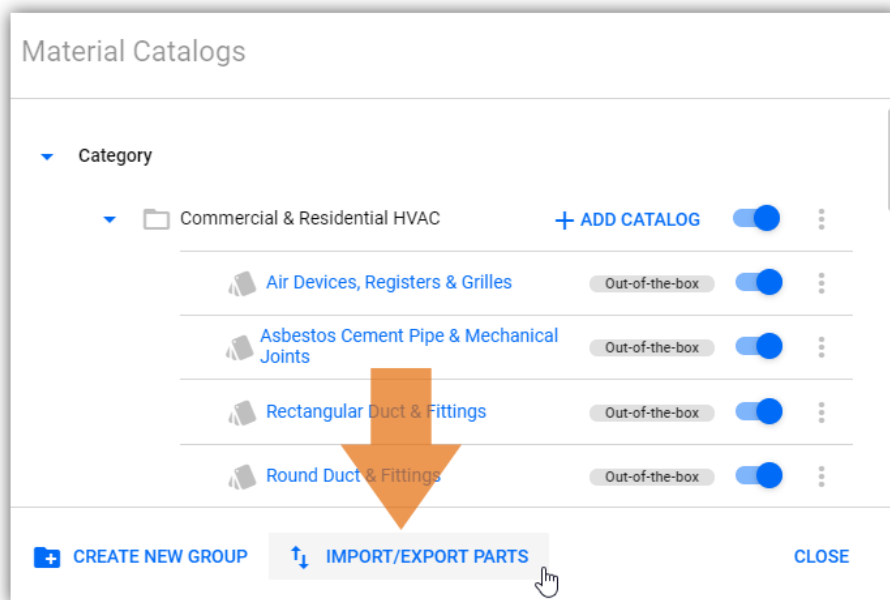 Material Catalogs
Category
Commercial & Residential HVAC
+ ADD CATALOG
Air Devices, Registers & Grilles
Out-of-the-box
Asbestos Cement Pipe & Mechanical
Joints
Out-of-the-box
Rectangular Duct & Fittings
Out-of-the-box
Round Duct & Fittings
Out-of-the-box
CREATE NEW GROUP
IMPORT/EXPORT PARTS
CLOSE